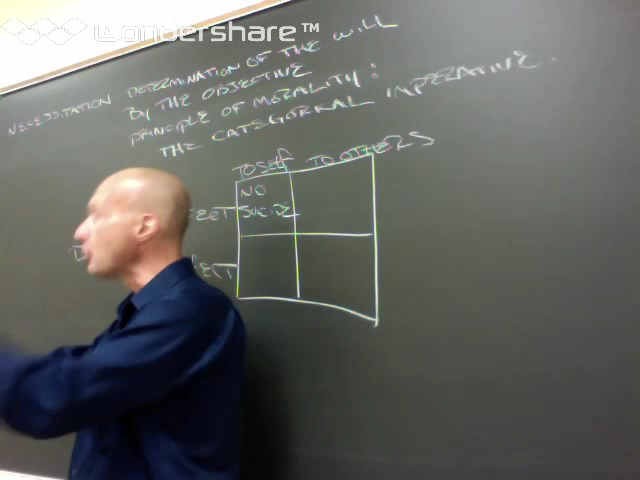 wondershare™
NECESSITATION: DETERMINATION OF THE WILL
BY THE OBJECTIVE
PRINCIPLE OF MORALITY:
THE CATEGORICAL IMPERATIVE.
TO SELF TO OTHERS
NO
SUICIDE
FECT